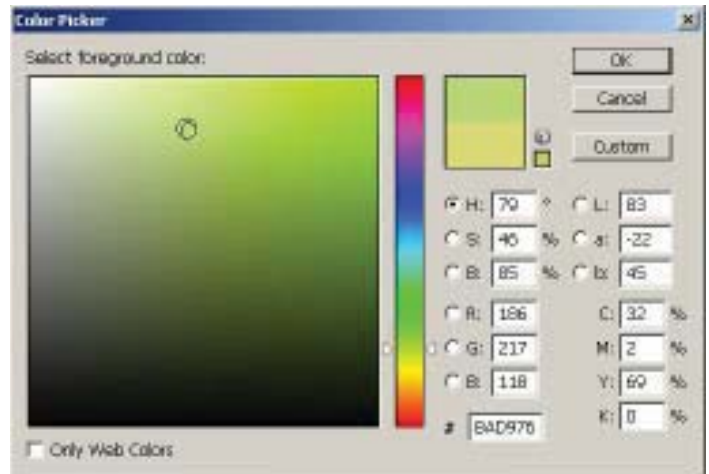 Color Picker
Select foreground color:
OK
Cancel
Custom
H: 79 °
S: 46 %
B: 85 %
R: 186
G: 217
B: 118
# BAD976
L: 83
a: -22
b: 45
C: 32 %
M: 2 %
Y: 69 %
K: 0 %
Only Web Colors